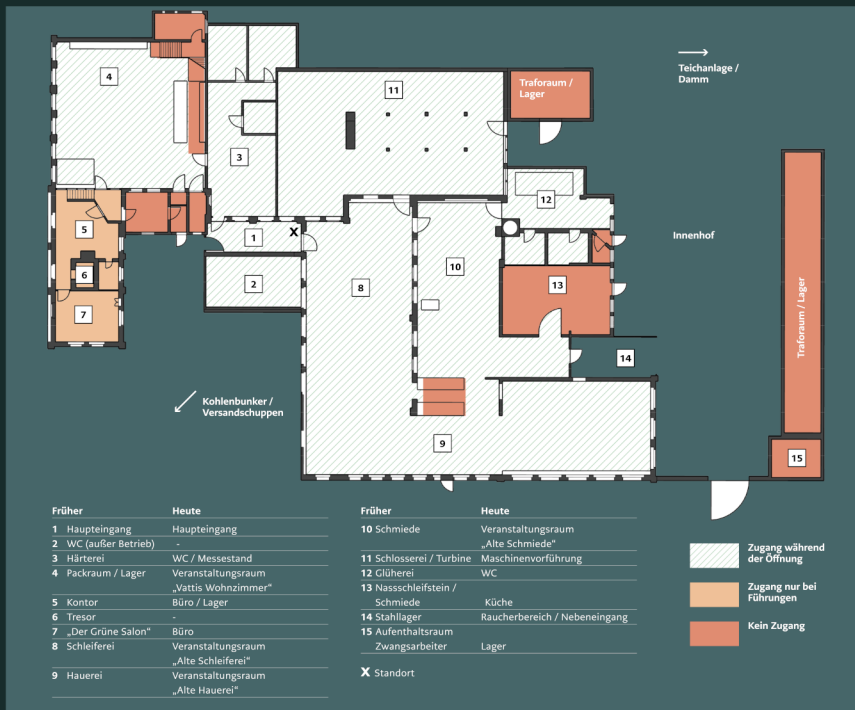 4
11
Traforaum /
Lager
Teichanlage /
Damm
3
12
5
1
X
Innenhof
6
2
8
10
13
7
Traforaum / Lager
14
Kohlenbunker /
Versandschuppen
9
15
Früher Heute
1 Haupteingang Haupteingang
2 WC (außer Betrieb) -
3 Härterei WC / Messestand
4 Packraum / Lager Veranstaltungsraum
„Vattis Wohnzimmer“
5 Kontor Büro / Lager
6 Tresor -
7 „Der Grüne Salon“ Büro
8 Schleiferei Veranstaltungsraum
„Alte Schleiferei“
9 Hauerei Veranstaltungsraum
„Alte Hauerei“
Früher Heute
10 Schmiede Veranstaltungsraum
„Alte Schmiede“
11 Schlosserei / Turbine Maschinenvorführung
12 Glüherei WC
13 Nassschleifstein /
Schmiede Küche
14 Stahllager Raucherbereich / Nebeneingang
15 Aufenthaltsraum
Zwangsarbeiter Lager
X Standort
Zugang während
der Öffnung
Zugang nur bei
Führungen
Kein Zugang